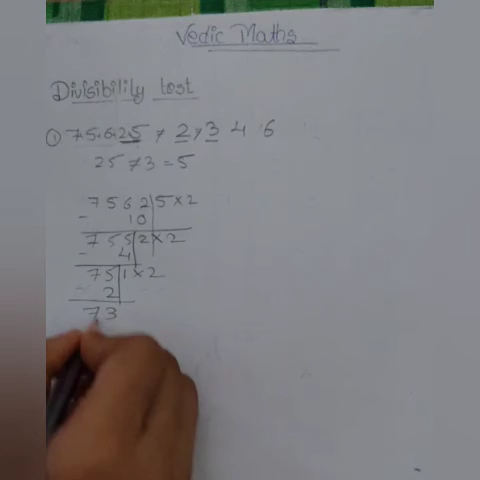 Vedic Maths
Divisibility test
① 75625, 2, 3 4 6
25 ≠ 3 = 5
7562|5×2
- 10
755|2×2
- 4
75|1×2
- 2
73